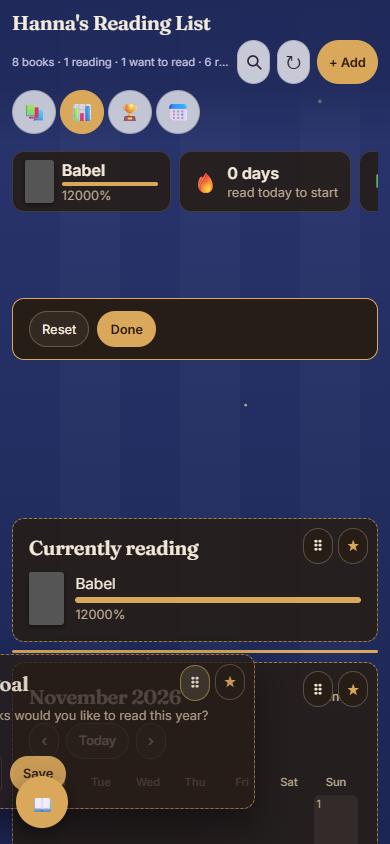 Hanna's Reading List
8 books · 1 reading · 1 want to read · 6 r...
+ Add
Babel
12000%
0 days
read today to start
Reset
Done
Currently reading
Babel
12000%
oal
November 2026
ks would you like to read this year?
Today
Save
Tue Wed Thu Fri Sat Sun
1